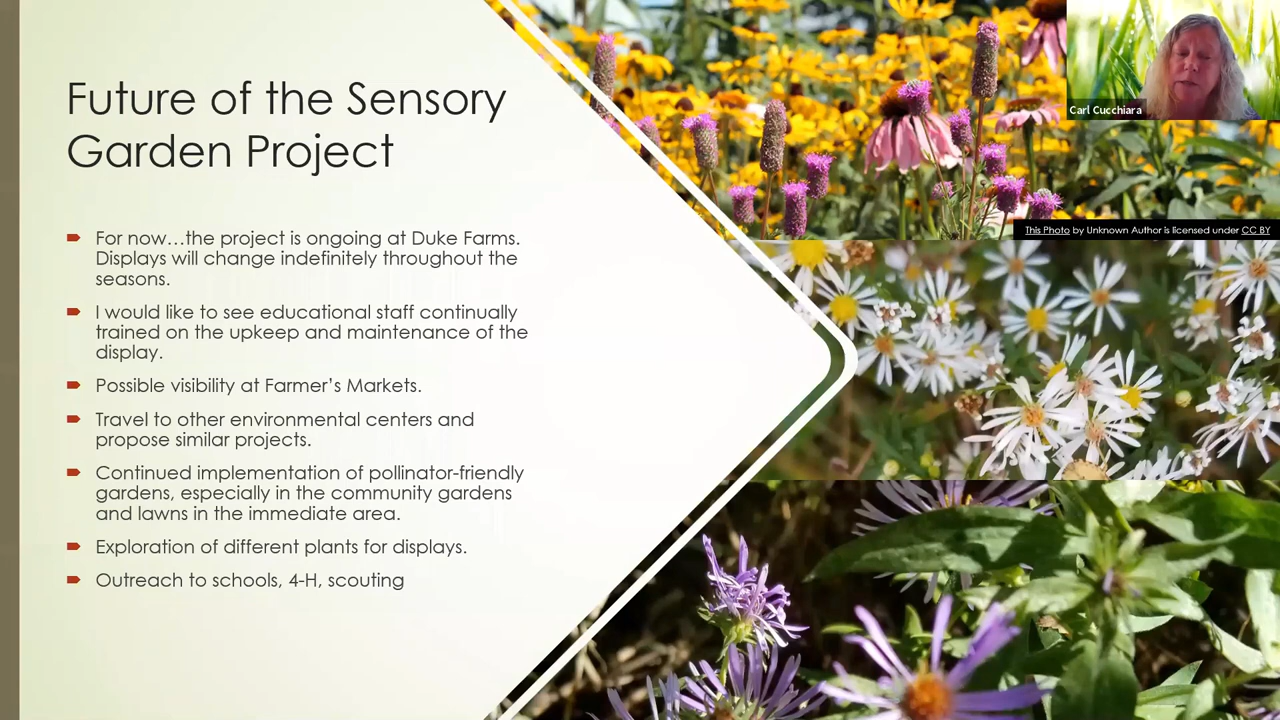 Future of the Sensory
Garden Project
For now…the project is ongoing at Duke Farms.
Displays will change indefinitely throughout the
seasons.
I would like to see educational staff continually
trained on the upkeep and maintenance of the
display.
Possible visibility at Farmer’s Markets.
Travel to other environmental centers and
propose similar projects.
Continued implementation of pollinator-friendly
gardens, especially in the community gardens
and lawns in the immediate area.
Exploration of different plants for displays.
Outreach to schools, 4-H, scouting
Carl Cucchiara
This Photo by Unknown Author is licensed under CC BY